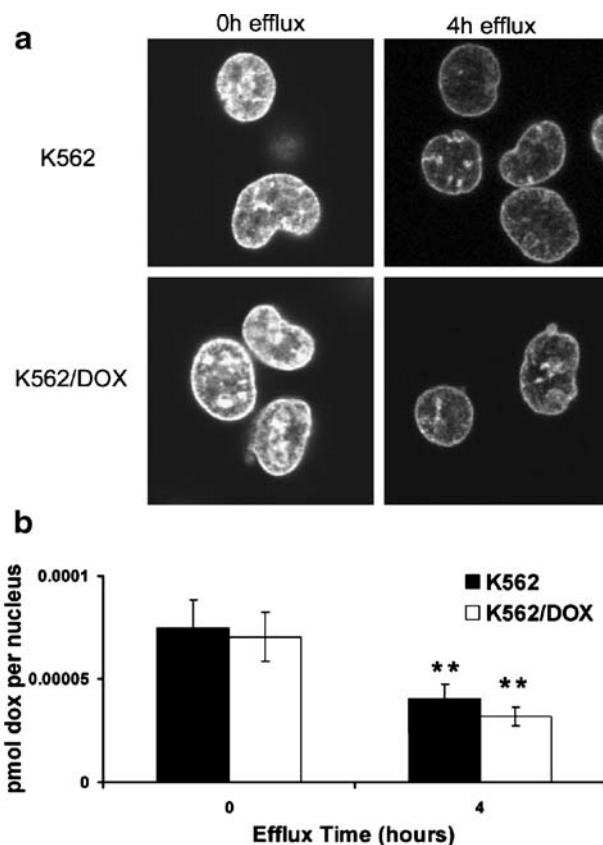 a
0h efflux
4h efflux
K562
K562/DOX
b
pmol dox per nucleus
0.0001
0.00005
0
K562
K562/DOX
**
**
0
4
Efflux Time (hours)